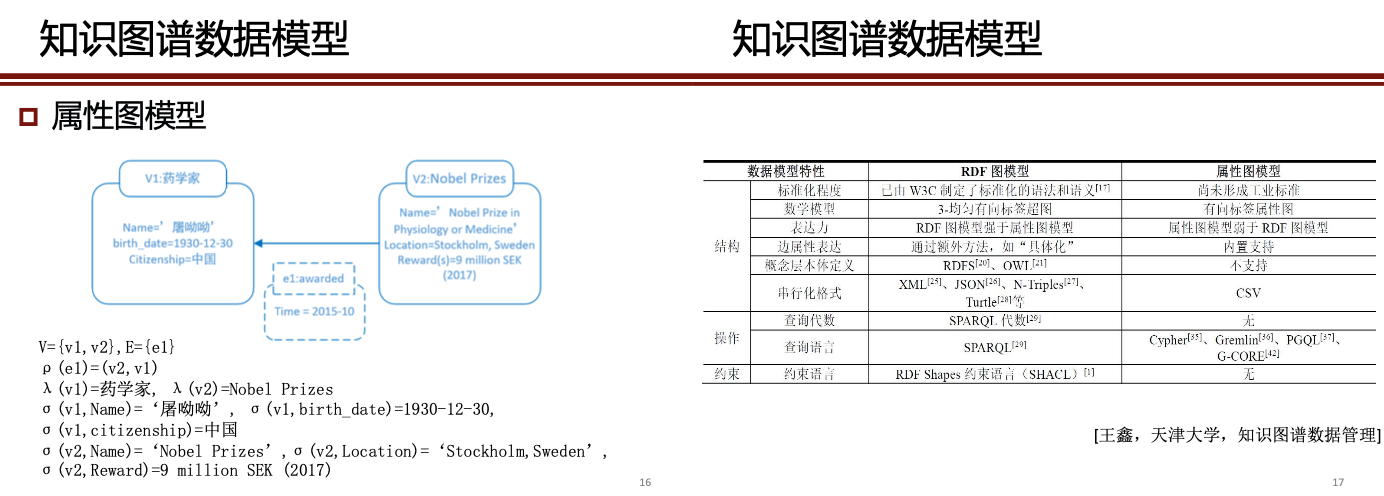 知识图谱数据模型
属性图模型
V1:药学家
Name=’屠呦呦’
birth_date=1930-12-30
Citizenship=中国
V2:Nobel Prizes
Name=’ Nobel Prize in
Physiology or Medicine’
Location=Stockholm, Sweden
Reward(s)=9 million SEK
(2017)
e1:awarded
Time = 2015-10
V={v1,v2},E={e1}
ρ(e1)=(v2,v1)
λ(v1)=药学家, λ(v2)=Nobel Prizes
σ(v1,Name)=‘屠呦呦’, σ(v1,birth_date)=1930-12-30,
σ(v1,citizenship)=中国
σ(v2,Name)=‘Nobel Prizes’,σ(v2,Location)=‘Stockholm,Sweden’,
σ(v2,Reward)=9 million SEK (2017)
16
知识图谱数据模型
数据模型特性 RDF 图模型 属性图模型
结构
标准化程度 已由 W3C 制定了标准化的语法和语义[17] 尚未形成工业标准
数学模型 3-均匀有向标签超图 有向标签属性图
表达力 RDF 图模型强于属性图模型 属性图模型弱于 RDF 图模型
边属性表达 通过额外方法，如“具体化” 内置支持
概念层本体定义 RDFS[20]、OWL[21] 不支持
串行化格式 XML[25]、JSON[26]、N-Triples[27]、
Turtle[28]等 CSV
操作
查询代数 SPARQL 代数[29] 无
查询语言 SPARQL[29] Cypher[35]、Gremlin[36]、PGQL[37]、
G-CORE[42]
约束 约束语言 RDF Shapes 约束语言（SHACL）[1] 无
[王鑫，天津大学，知识图谱数据管理]
17